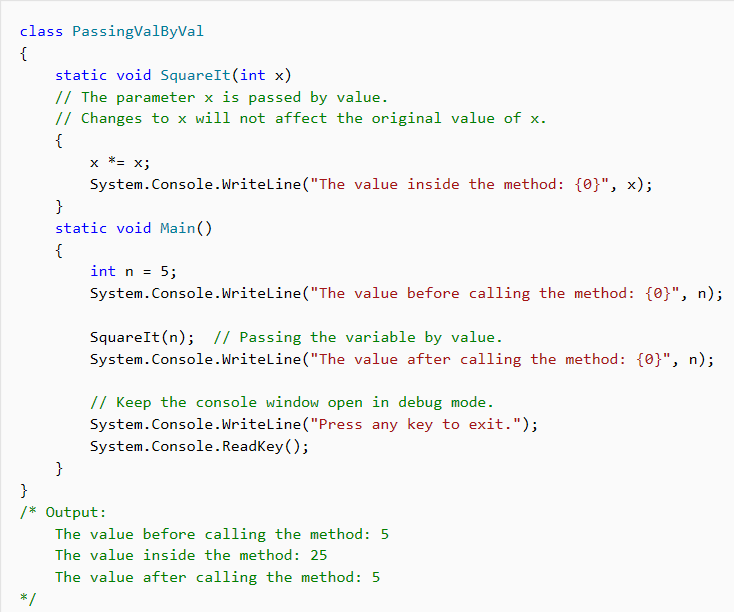 class PassingValByVal
{
    static void SquareIt(int x)
    // The parameter x is passed by value.
    // Changes to x will not affect the original value of x.
    {
        x *= x;
        System.Console.WriteLine("The value inside the method: {0}", x);
    }
    static void Main()
    {
        int n = 5;
        System.Console.WriteLine("The value before calling the method: {0}", n);

        SquareIt(n);  // Passing the variable by value.
        System.Console.WriteLine("The value after calling the method: {0}", n);

        // Keep the console window open in debug mode.
        System.Console.WriteLine("Press any key to exit.");
        System.Console.ReadKey();
    }
}
/* Output:
    The value before calling the method: 5
    The value inside the method: 25
    The value after calling the method: 5
*/